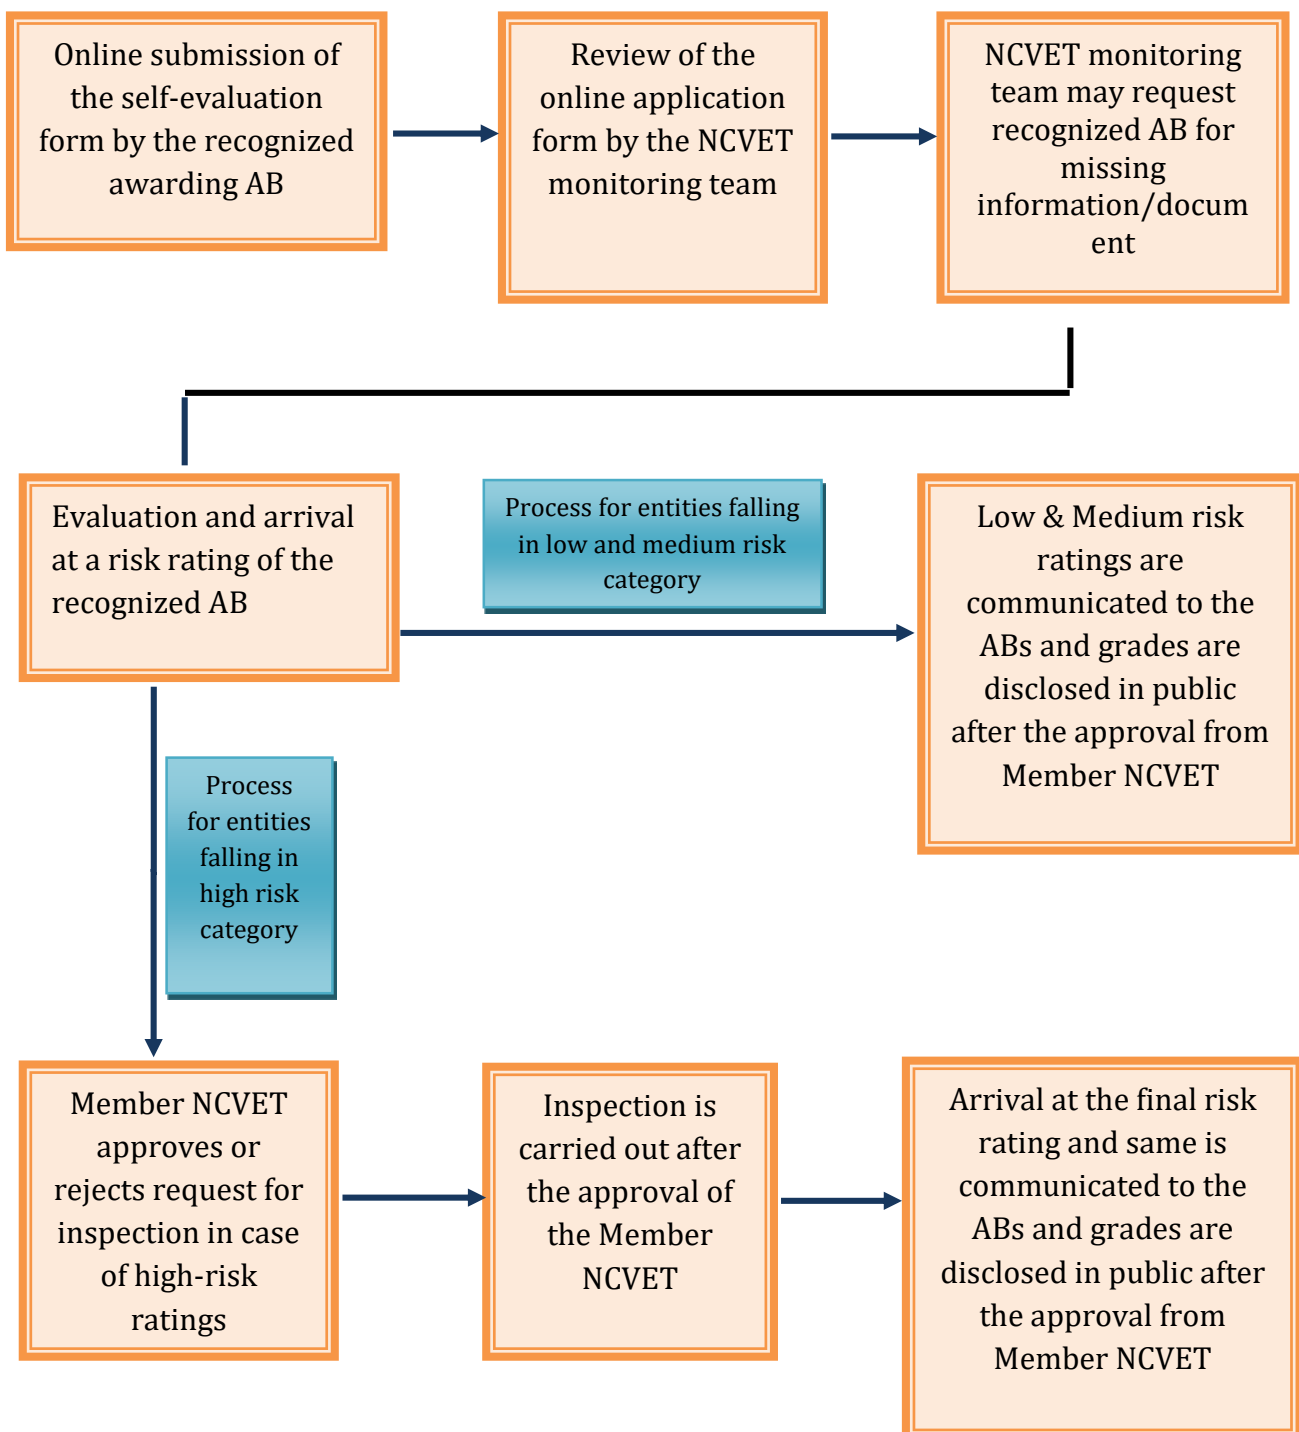 Online submission of
the self-evaluation
form by the recognized
awarding AB
Review of the
online application
form by the NCVET
monitoring team
NCVET monitoring
team may request
recognized AB for
missing
information/docum
ent
Evaluation and arrival
at a risk rating of the
recognized AB
Process for entities falling
in low and medium risk
category
Low & Medium risk
ratings are
communicated to the
ABs and grades are
disclosed in public
after the approval from
Member NCVET
Process
for entities
falling in
high risk
category
Member NCVET
approves or
rejects request for
inspection in case
of high-risk
ratings
Inspection is
carried out after
the approval of
the Member
NCVET
Arrival at the final risk
rating and same is
communicated to the
ABs and grades are
disclosed in public after
the approval from
Member NCVET